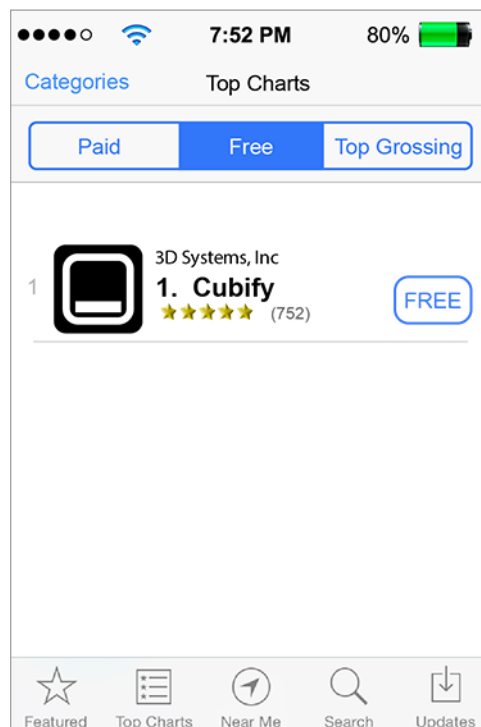 7:52 PM 80%
Categories Top Charts
Paid Free Top Grossing
3D Systems, Inc
1 1. Cubify FREE
(752)
Featured Top Charts Near Me Search Updates